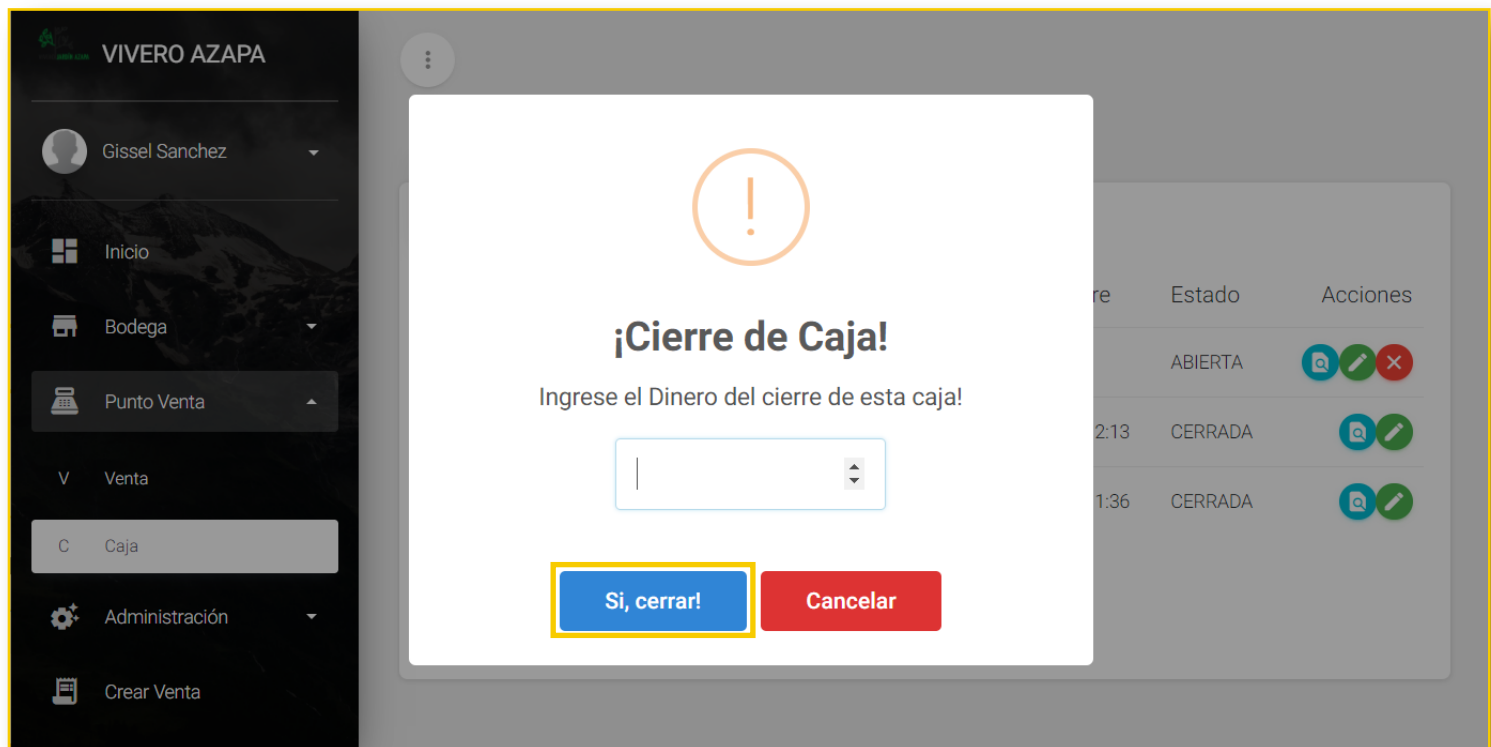 VIVERO AZAPA
Gissel Sanchez
Inicio
Bodega
Punto Venta
V Venta
C Caja
Administración
Crear Venta
¡Cierre de Caja!
Ingrese el Dinero del cierre de esta caja!
Si, cerrar! Cancelar
re Estado Acciones
ABIERTA
2:13 CERRADA
1:36 CERRADA